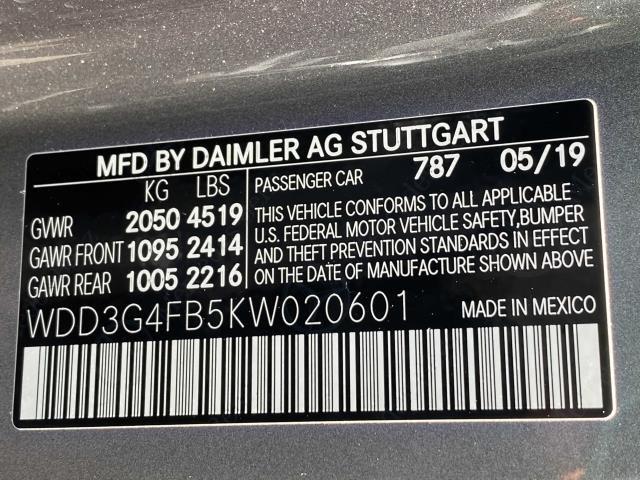 MFD BY DAIMLER AG STUTTGART
KG LBS
GVWR 2050 4519
GAWR FRONT 1095 2414
GAWR REAR 1005 2216
PASSENGER CAR 787 05/19
THIS VEHICLE CONFORMS TO ALL APPLICABLE
U.S. FEDERAL MOTOR VEHICLE SAFETY,BUMPER
AND THEFT PREVENTION STANDARDS IN EFFECT
ON THE DATE OF MANUFACTURING SHOWN ABOVE
WDD3G4FB5KW020601 MADE IN MEXICO